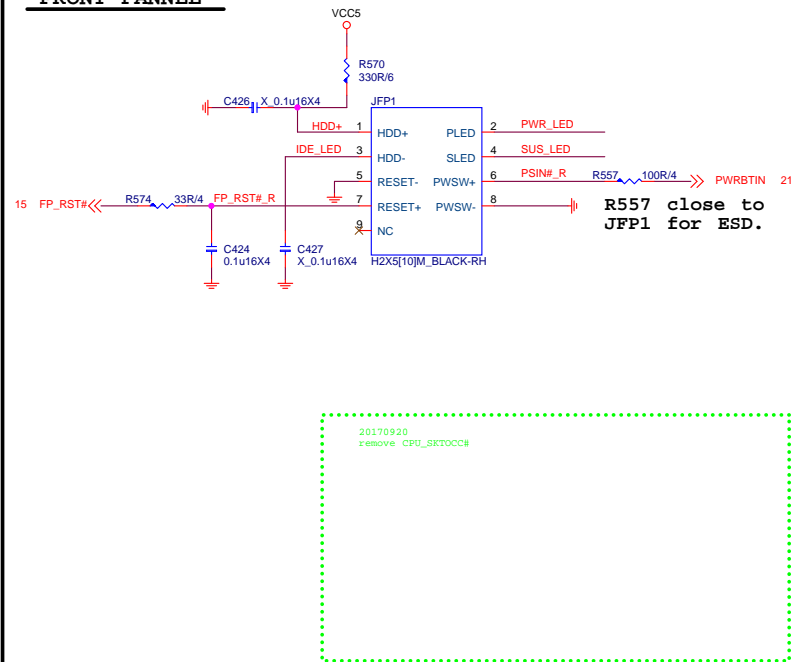 FRONT PANNEL
VCC5
R570
330R/6
C426 X_0.1u16X4
JFP1
HDD+ 1 HDD+ PLED 2 PWR_LED
IDE_LED 3 HDD- SLED 4 SUS_LED
5 RESET- PWSW+ 6 PSIN#_R R557 100R/4 PWRBTIN 21
15 FP_RST# R574 33R/4 FP_RST#_R 7 RESET+ PWSW- 8
R557 close to
JFP1 for ESD.
9 NC
C424
0.1u16X4
C427
X_0.1u16X4
H2X5[10]M_BLACK-RH
20170920
remove CPU_SKTOCC#